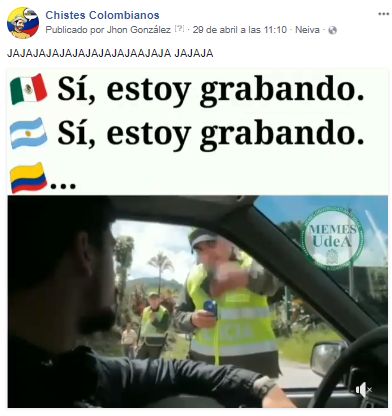 Chistes Colombianos
Publicado por Jhon González [?] · 29 de abril a las 11:10 · Neiva ·
JAJAJAJAJAJAJAJAJAJAAJAJA JAJAJA
Sí, estoy grabando.
Sí, estoy grabando.
...
MEMES
UdeA
POLICIA